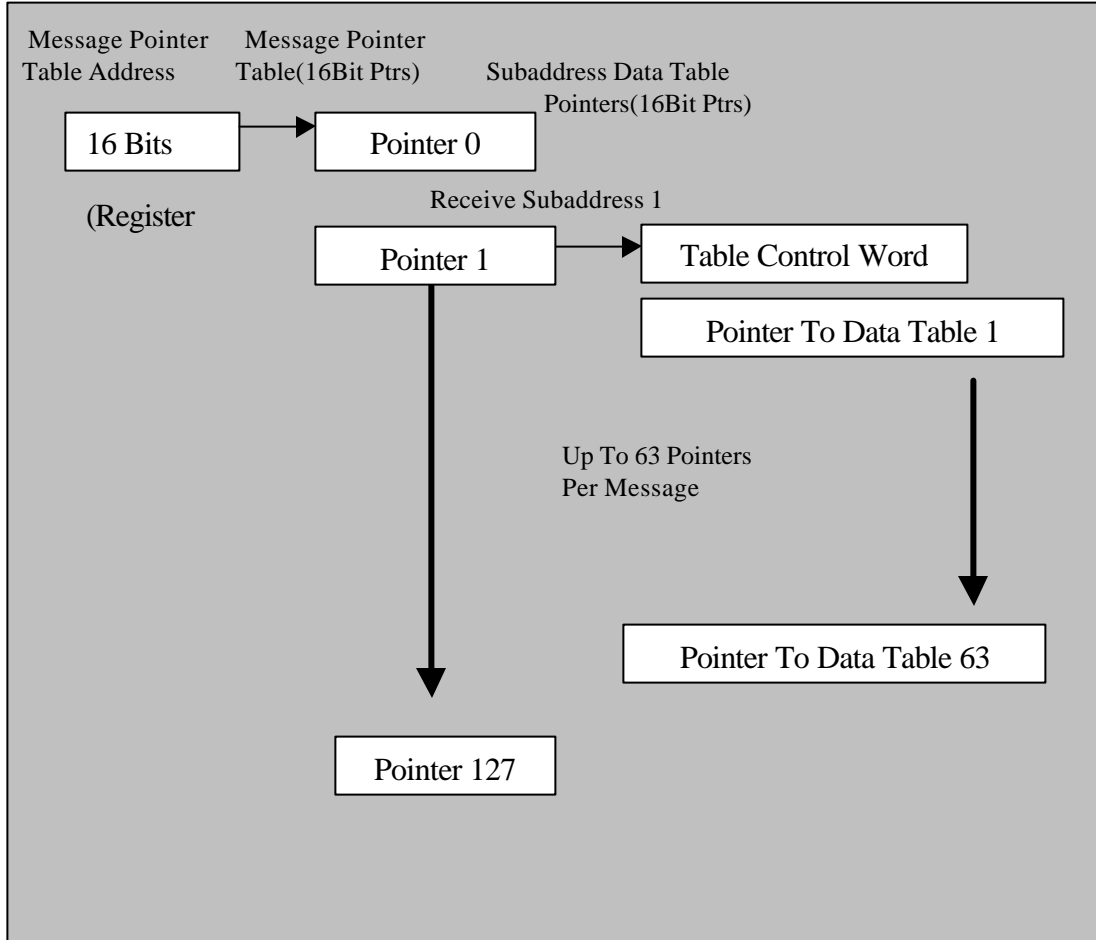 Message Pointer
Table Address
Message Pointer
Table(16Bit Ptrs)
Subaddress Data Table
Pointers(16Bit Ptrs)
16 Bits
Pointer 0
(Register
Receive Subaddress 1
Pointer 1
Table Control Word
Pointer To Data Table 1
Up To 63 Pointers
Per Message
Pointer To Data Table 63
Pointer 127